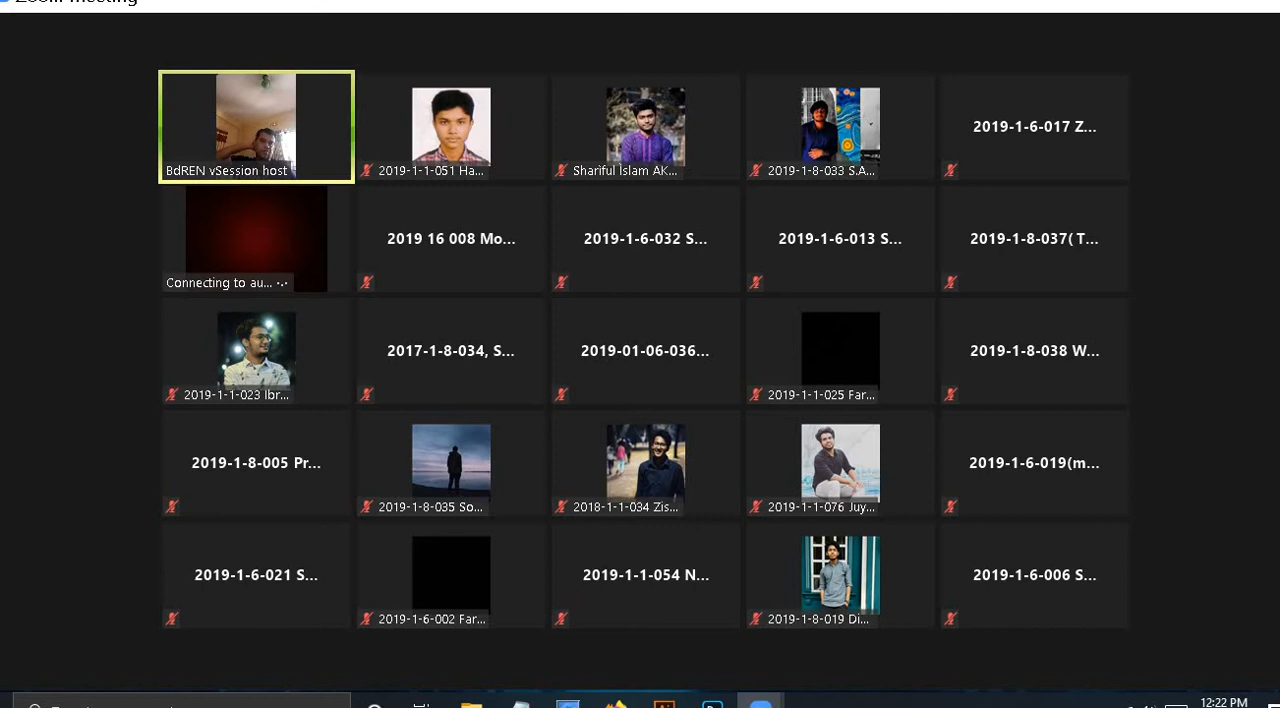 Zoom Meeting
BdREN vSession host
2019-1-1-051 Ha...
Shariful Islam AK...
2019-1-8-033 S.A...
2019-1-6-017 Z...
Connecting to au...
2019 16 008 Mo...
2019-1-6-032 S...
2019-1-6-013 S...
2019-1-8-037( T...
2019-1-1-023 Ibr...
2017-1-8-034, S...
2019-01-06-036...
2019-1-1-025 Far...
2019-1-8-038 W...
2019-1-8-005 Pr...
2019-1-8-035 So...
2018-1-1-034 Zis...
2019-1-1-076 Juy...
2019-1-6-019(m...
2019-1-6-021 S...
2019-1-6-002 Far...
2019-1-1-054 N...
2019-1-8-019 Di...
2019-1-6-006 S...
12:22 PM